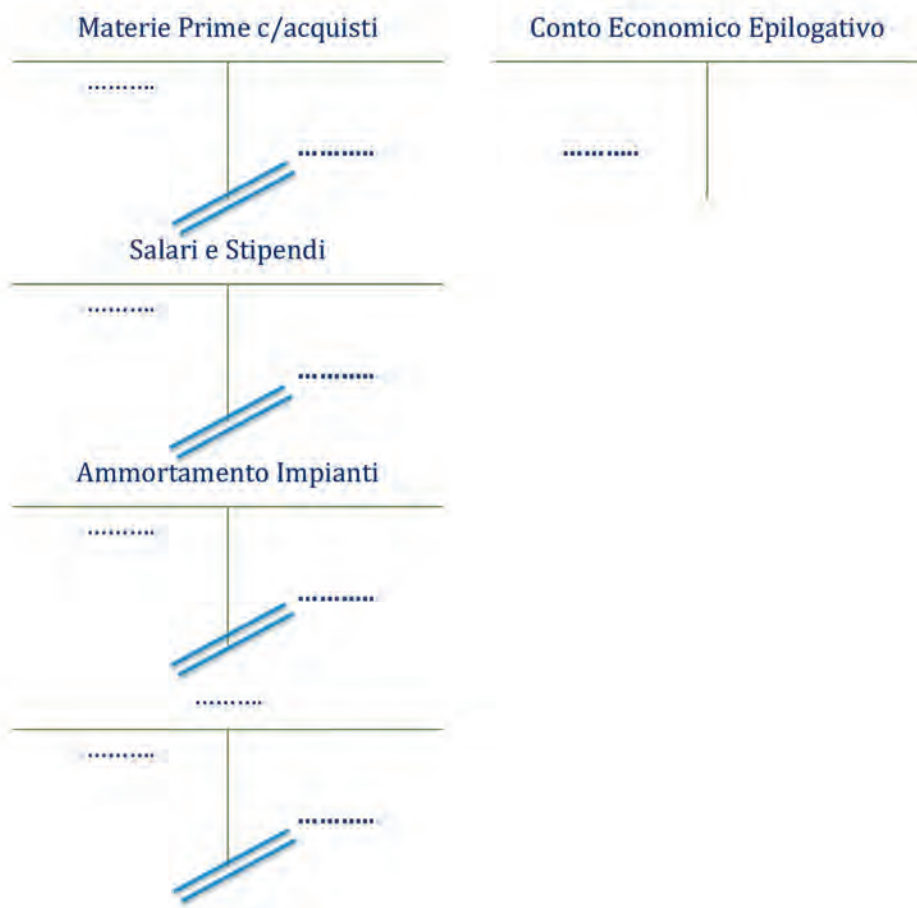 Materie Prime c/acquisti
..........
...........
Conto Economico Epilogativo
...........
Salari e Stipendi
..........
...........
Ammortamento Impianti
..........
...........
..........
..........
...........